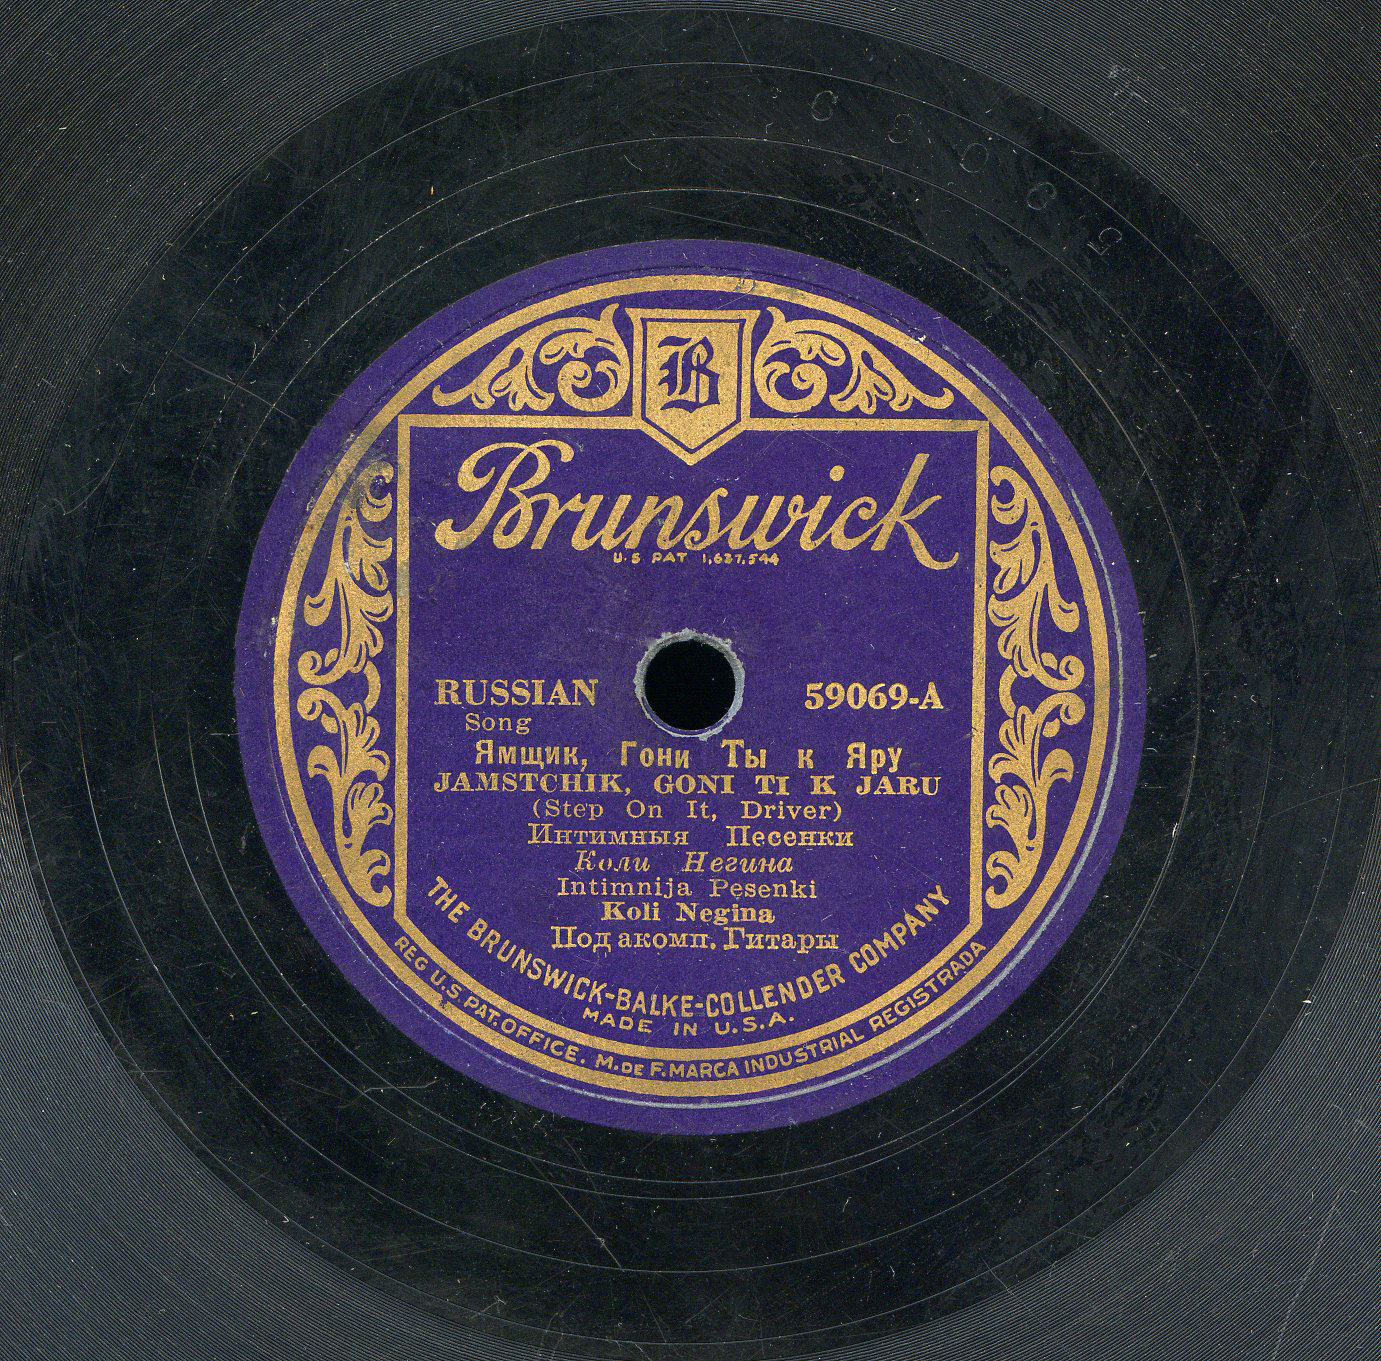 B
Brunswick
U.S PAT 1,637,544
RUSSIAN 59069-A
Song
Ямщик, Гони Ты к Яру
JAMSTCHIK, GONI TI K JARU
(Step On It, Driver)
Интимныя Песенки
Коли Негина
Intimnija Pesenki
Koli Negina
Под акомп. Гитары
THE BRUNSWICK-BALKE-COLLENDER COMPANY
MADE IN U.S.A.
REG U.S. PAT. OFFICE. M. DE F. MARCA INDUSTRIAL REGISTRADA